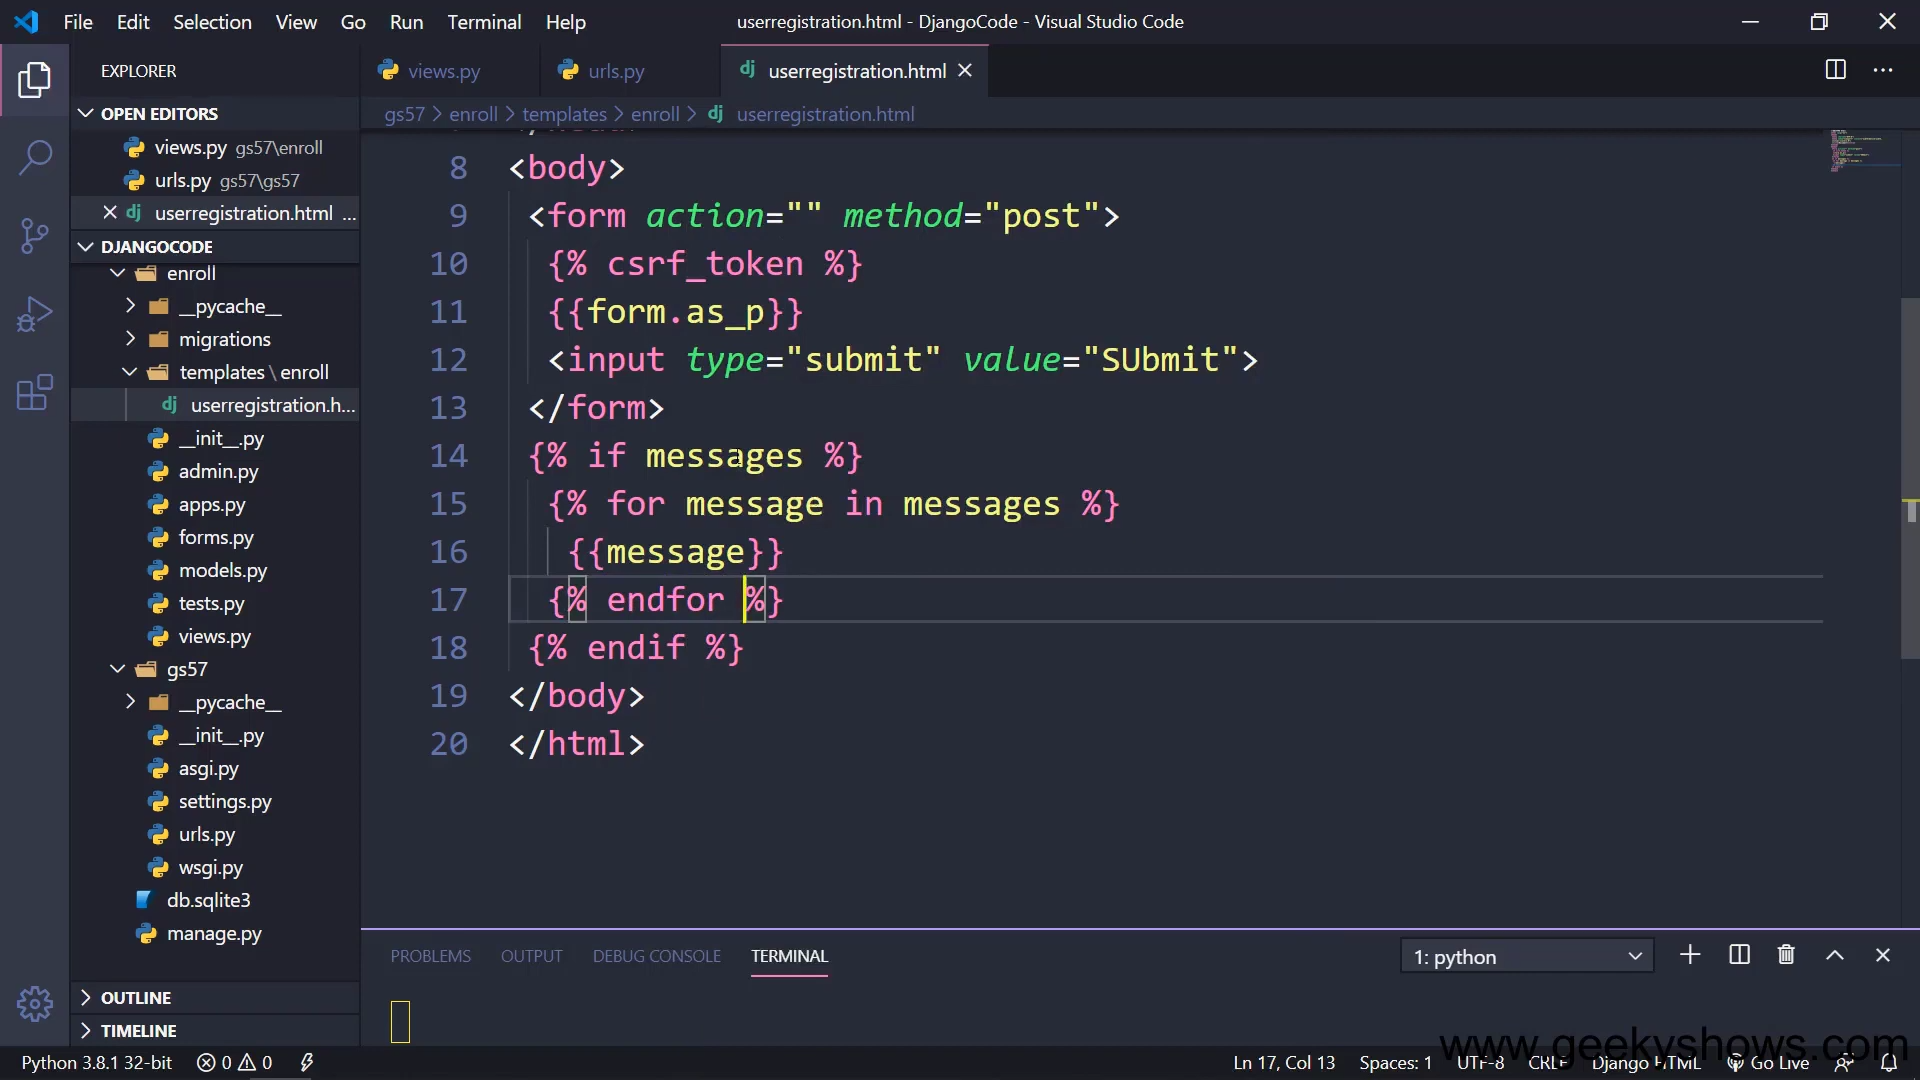 File Edit Selection View Go Run Terminal Help
userregistration.html - DjangoCode - Visual Studio Code
EXPLORER
OPEN EDITORS
views.py gs57\enroll
urls.py gs57\gs57
userregistration.html ...
DJANGOCODE
enroll
__pycache__
migrations
templates \ enroll
userregistration.h...
__init__.py
admin.py
apps.py
forms.py
models.py
tests.py
views.py
gs57
__pycache__
__init__.py
asgi.py
settings.py
urls.py
wsgi.py
db.sqlite3
manage.py
OUTLINE
TIMELINE
views.py urls.py userregistration.html
gs57 > enroll > templates > enroll > userregistration.html
8 <body>
9 <form action="" method="post">
10 {% csrf_token %}
11 {{form.as_p}}
12 <input type="submit" value="SUbmit">
13 </form>
14 {% if messages %}
15 {% for message in messages %}
16 {{message}}
17 {% endfor %}
18 {% endif %}
19 </body>
20 </html>
PROBLEMS OUTPUT DEBUG CONSOLE TERMINAL 1: python
www.geekyshows.com
Python 3.8.1 32-bit 0 0 Ln 17, Col 13 Spaces: 1 UTF-8 CRLF Django HTML Go Live